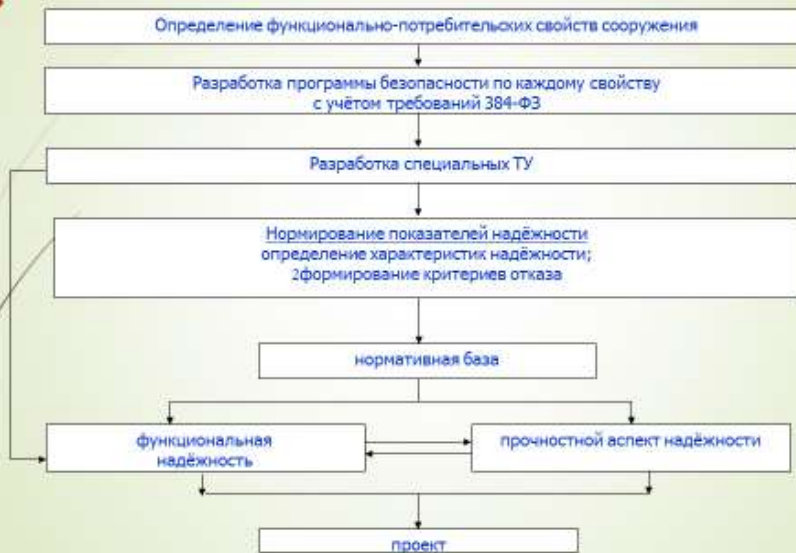 Определение функционально-потребительских свойств сооружения
Разработка программы безопасности по каждому свойству
с учётом требований 384-ФЗ
Разработка специальных ТУ
Нормирование показателей надёжности
определение характеристик надёжности;
2формирование критериев отказа
нормативная база
функциональная
надёжность
прочностной аспект надёжности
проект